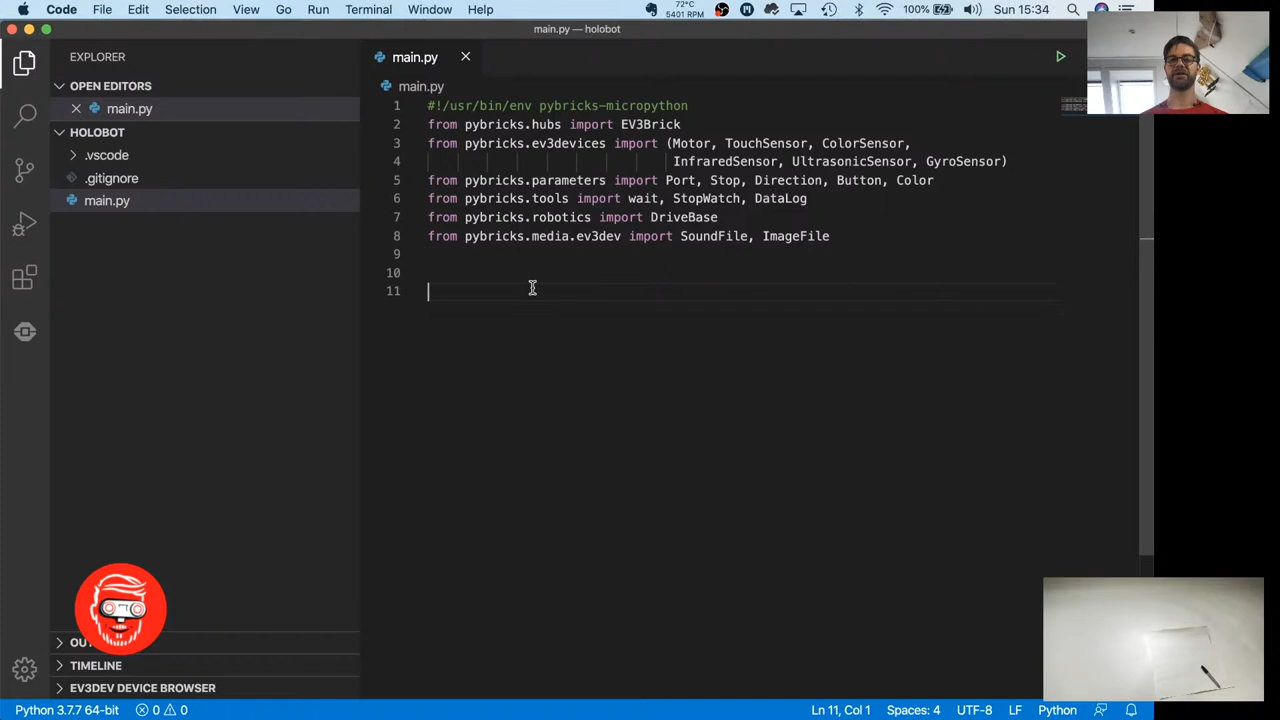 Code File Edit Selection View Go Run Terminal Window Help 72°C 5401 RPM 100% Sun 15:34
main.py — holobot
EXPLORER
OPEN EDITORS
main.py
HOLOBOT
.vscode
.gitignore
main.py
OU
TIMELINE
EV3DEV DEVICE BROWSER
main.py
main.py
1 #!/usr/bin/env pybricks-micropython
2 from pybricks.hubs import EV3Brick
3 from pybricks.ev3devices import (Motor, TouchSensor, ColorSensor,
4 InfraredSensor, UltrasonicSensor, GyroSensor)
5 from pybricks.parameters import Port, Stop, Direction, Button, Color
6 from pybricks.tools import wait, StopWatch, DataLog
7 from pybricks.robotics import DriveBase
8 from pybricks.media.ev3dev import SoundFile, ImageFile
9
10
11
Python 3.7.7 64-bit 0 0 Ln 11, Col 1 Spaces: 4 UTF-8 LF Python